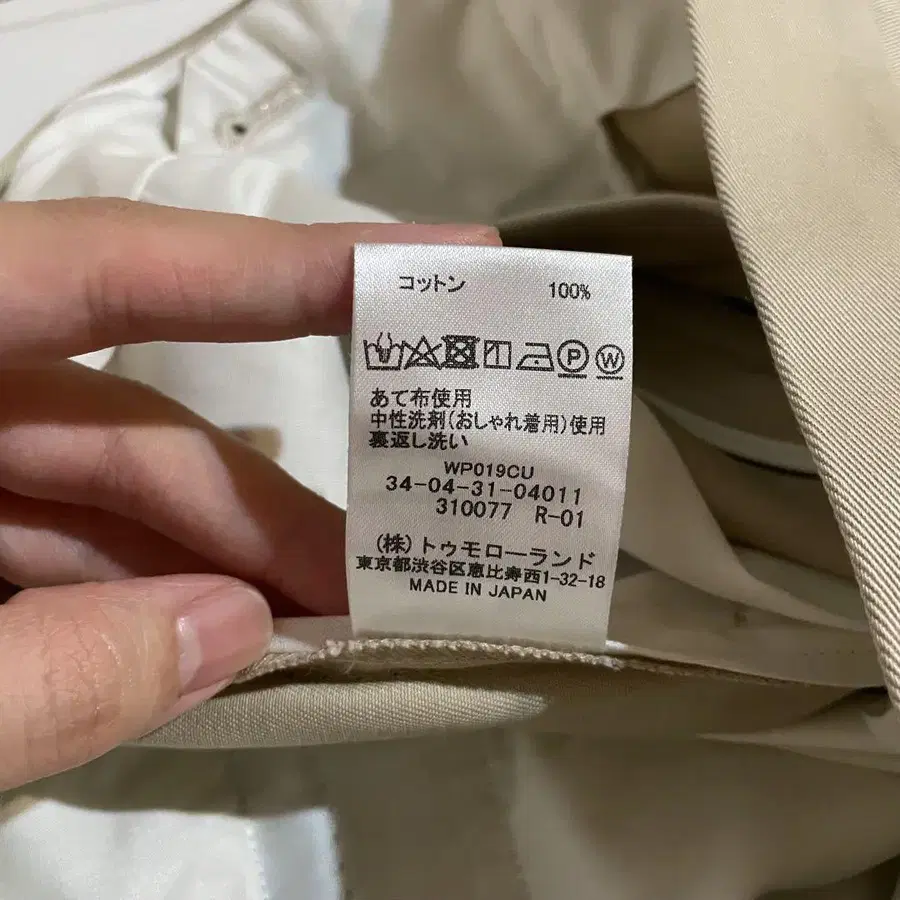 コットン 100%
P W
あて布使用
中性洗剤(おしゃれ着用)使用
裏返し洗い
WP019CU
34-04-31-04011
310077 R-01
(株)トゥモローランド
東京都渋谷区恵比寿西1-32-18
MADE IN JAPAN